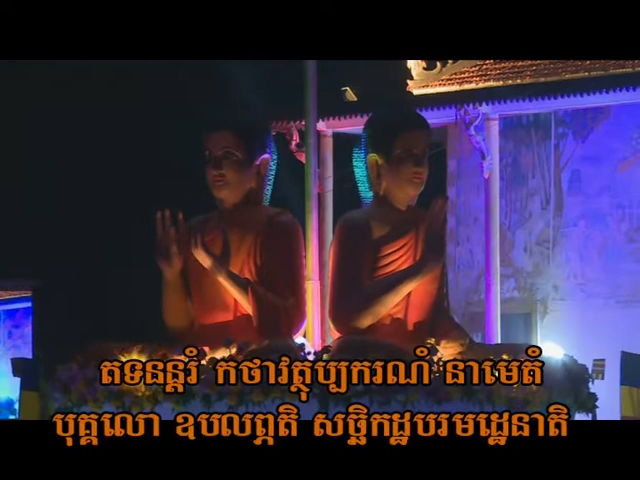 តទនន្តរំ កថាវត្ថុប្បករណំ នាមេតំ
បុគ្គលោ ឧបលព្ភតិ សច្ឆិកដ្ឋបរមដ្ឋេនាតិ